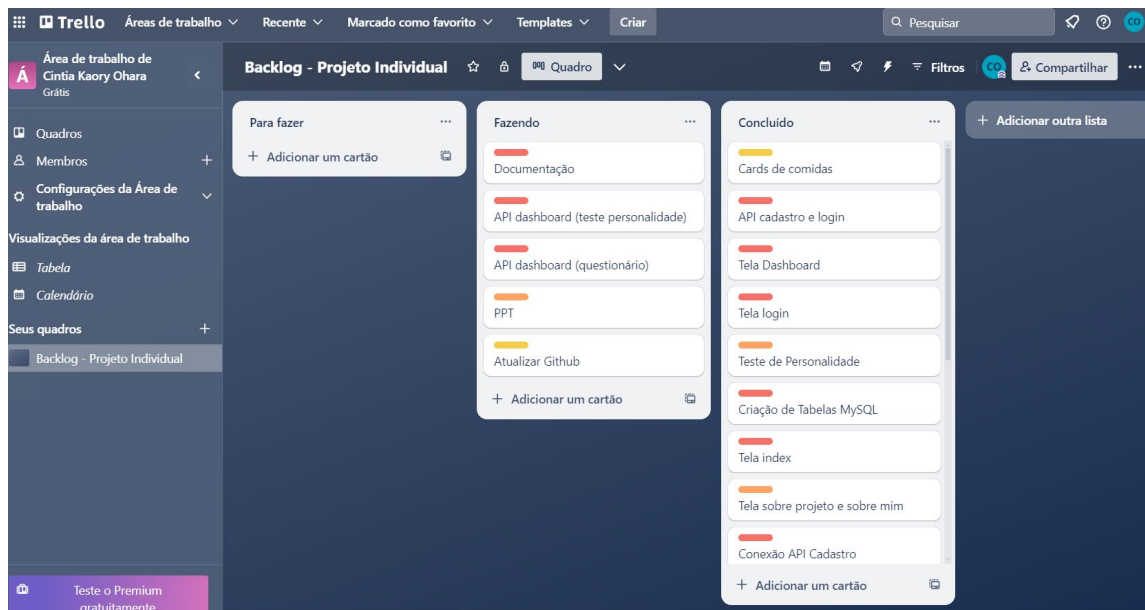 Trello Áreas de trabalho Recente Marcado como favorito Templates Criar Pesquisar CO
Á
Área de trabalho de
Cintia Kaory Ohara
Grátis
Quadros
Membros
Configurações da Área de
trabalho
Visualizações da área de trabalho
Tabela
Calendário
Seus quadros
Backlog - Projeto Individual
Teste o Premium
gratuitamente
Backlog - Projeto Individual Quadro Filtros CO Compartilhar
Para fazer
+ Adicionar um cartão
Fazendo
Documentação
API dashboard (teste personalidade)
API dashboard (questionário)
PPT
Atualizar Github
+ Adicionar um cartão
Concluído
Cards de comidas
API cadastro e login
Tela Dashboard
Tela login
Teste de Personalidade
Criação de Tabelas MySQL
Tela index
Tela sobre projeto e sobre mim
Conexão API Cadastro
+ Adicionar um cartão
+ Adicionar outra lista